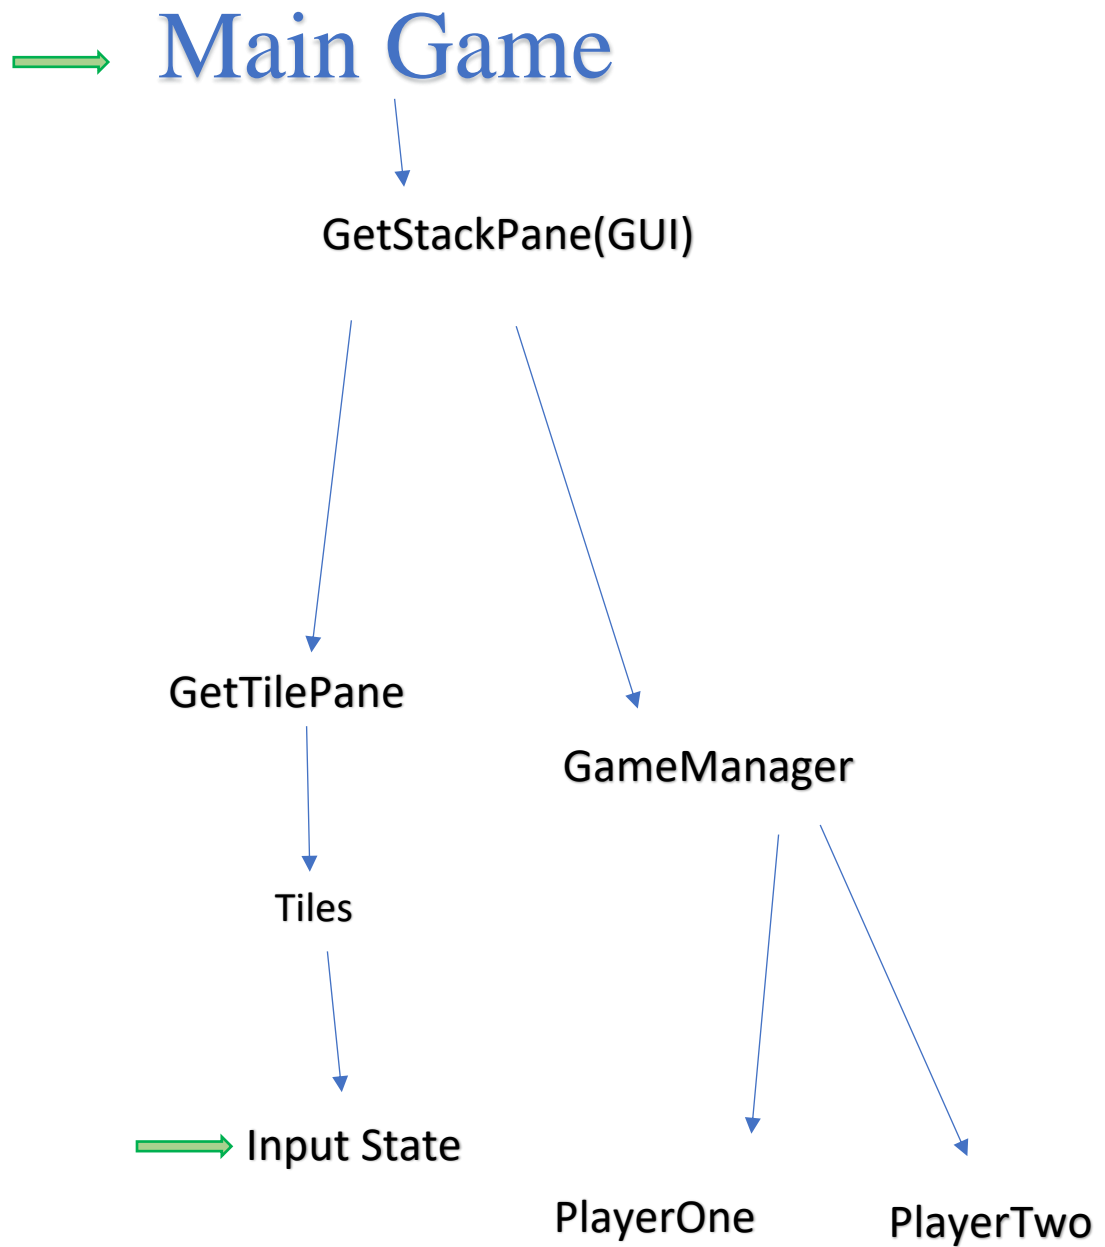 Main Game
GetStackPane(GUI)
GetTilePane
GameManager
Tiles
Input State
PlayerOne
PlayerTwo